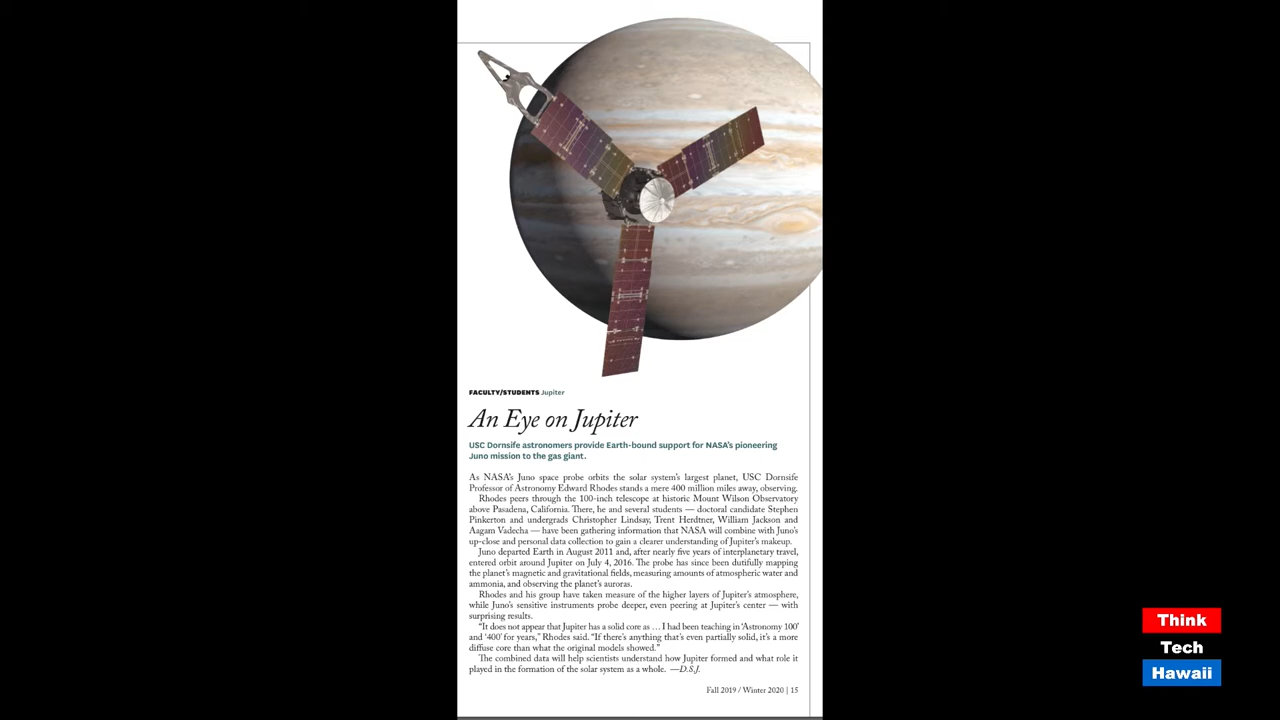 FACULTY/STUDENTS Jupiter
An Eye on Jupiter
USC Dornsife astronomers provide Earth-bound support for NASA's pioneering
Juno mission to the gas giant.
As NASA's Juno space probe orbits the solar system's largest planet, USC Dornsife
Professor of Astronomy Edward Rhodes stands a mere 400 million miles away, observing.
Rhodes peers through the 100-inch telescope at historic Mount Wilson Observatory
above Pasadena, California. There, he and several students — doctoral candidate Stephen
Pinkerton and undergrads Christopher Lindsay, Trent Herdtner, William Jackson and
Aagam Vadecha — have been gathering information that NASA will combine with Juno's
up-close and personal data collection to gain a clearer understanding of Jupiter's makeup.
Juno departed Earth in August 2011 and, after nearly five years of interplanetary travel,
entered orbit around Jupiter on July 4, 2016. The probe has since been dutifully mapping
the planet's magnetic and gravitational fields, measuring amounts of atmospheric water and
ammonia, and observing the planet's auroras.
Rhodes and his group have taken measure of the higher layers of Jupiter's atmosphere,
while Juno's sensitive instruments probe deeper, even peering at Jupiter's center — with
surprising results.
"It does not appear that Jupiter has a solid core as … I had been teaching in 'Astronomy 100'
and '400' for years," Rhodes said. "If there's anything that's even partially solid, it's a more
diffuse core than what the original models showed."
The combined data will help scientists understand how Jupiter formed and what role it
played in the formation of the solar system as a whole. —D.S.J.
Fall 2019 / Winter 2020 | 15
Think
Tech
Hawaii